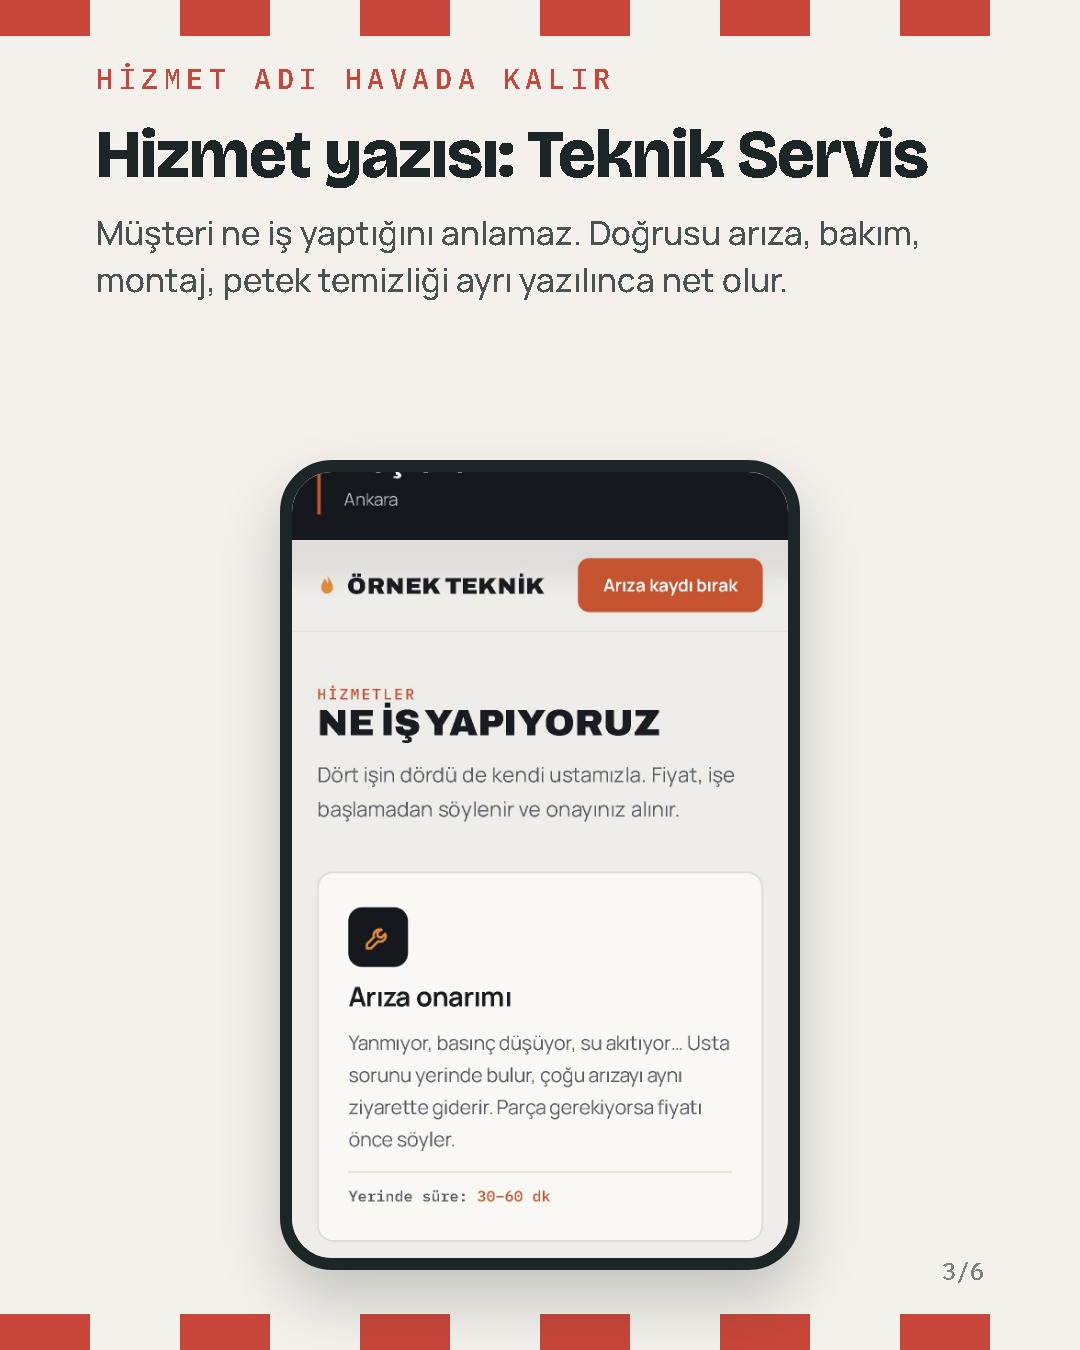 HİZMET ADI HAVADA KALIR
Hizmet yazısı: Teknik Servis
Müşteri ne iş yaptığını anlamaz. Doğrusu arıza, bakım,
montaj, petek temizliği ayrı yazılınca net olur.
Ankara
ÖRNEK TEKNİK
Arıza kaydı bırak
HİZMETLER
NE İŞ YAPIYORUZ
Dört işin dördü de kendi ustamızla. Fiyat, işe
başlamadan söylenir ve onayınız alınır.
Arıza onarımı
Yanmıyor, basınç düşüyor, su akıtıyor... Usta
sorunu yerinde bulur, çoğu arızayı aynı
ziyarette giderir. Parça gerekiyorsa fiyatı
önce söyler.
Yerinde süre: 30–60 dk
3/6